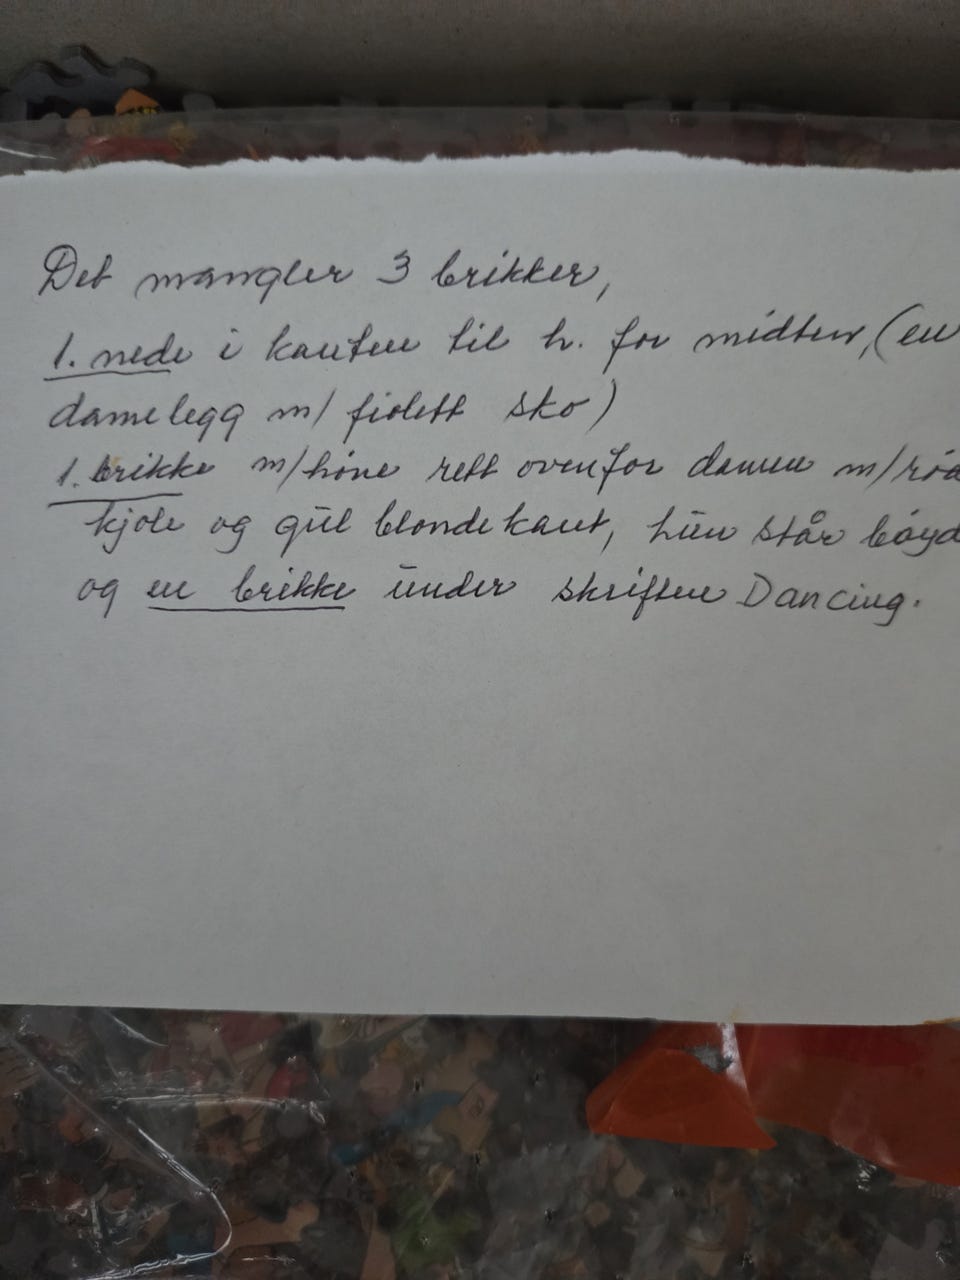 Det mangler 3 brikker,
1. nede i kanten til h. for midten, (en
damelegg m/ fiolett sko)
1. brikke m/høne rett ovenfor damen m/rød
kjole og gul blondekant, hun står bøyd
og en brikke under skriften Dancing.